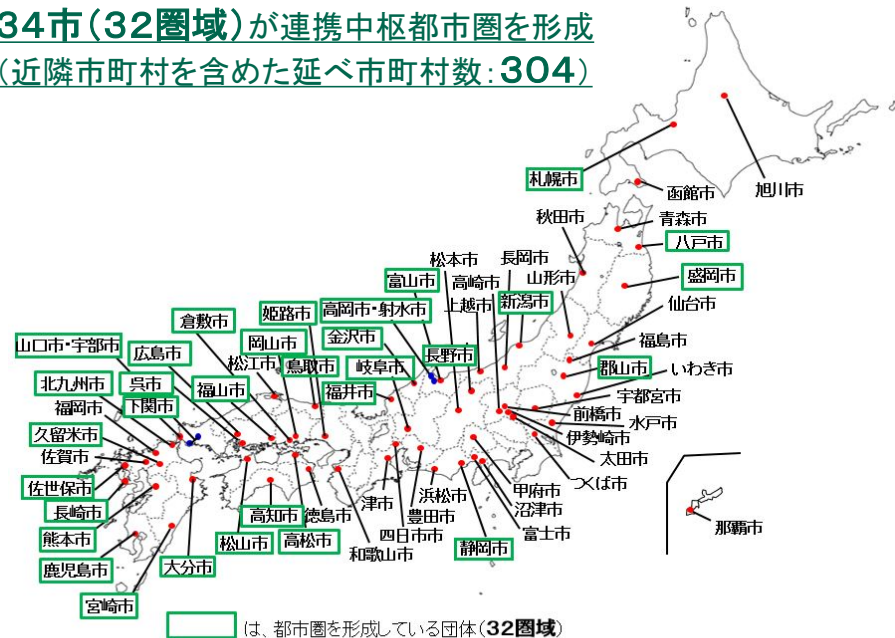 34市(32圏域)が連携中枢都市圏を形成
(近隣市町村を含めた延べ市町村数:304)
札幌市
旭川市
函館市
秋田市
青森市
八戸市
松本市
長岡市
盛岡市
富山市
高崎市
山形市
上越市
新潟市
仙台市
姫路市
高岡市・射水市
倉敷市
金沢市
福島市
山口市・宇部市
広島市
岡山市
長野市
松江市
鳥取市
岐阜市
郡山市
いわき市
北九州市
呉市
福山市
福井市
宇都宮市
福岡市
下関市
前橋市
水戸市
久留米市
伊勢崎市
佐賀市
太田市
つくば市
佐世保市
甲府市
浜松市
沼津市
長崎市
高知市
徳島市
津市
豊田市
富士市
那覇市
熊本市
松山市
高松市
四日市市
静岡市
和歌山市
鹿児島市
大分市
宮崎市
は、都市圏を形成している団体(32圏域)